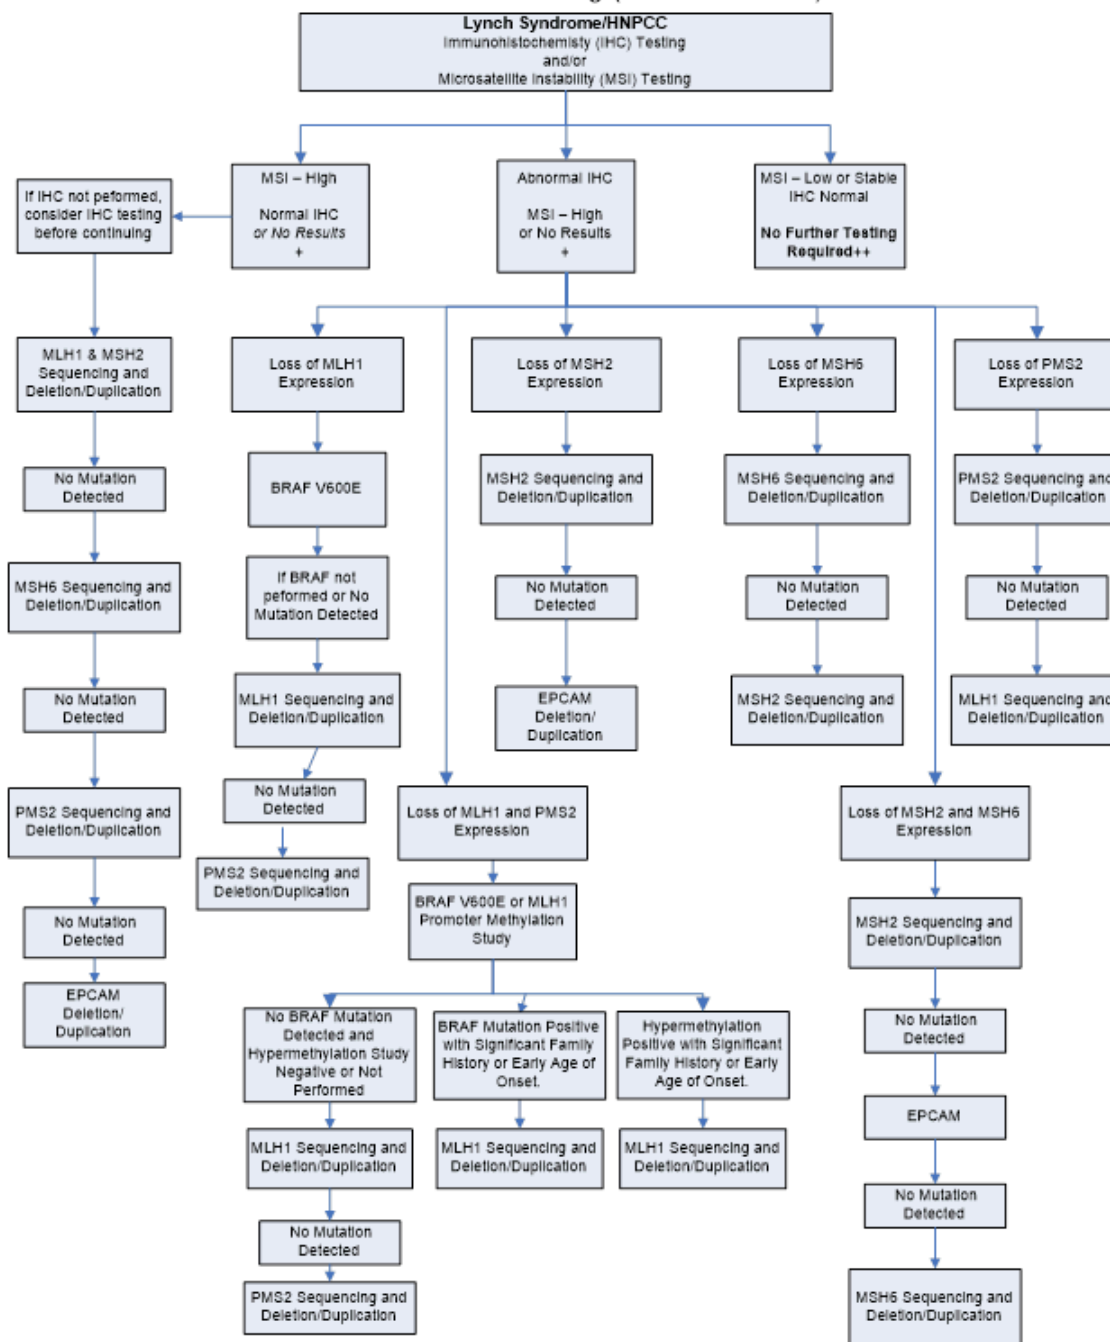 Lynch Syndrome/HNPCC
Immunohistochemisty (IHC) Testing
and/or
Microsatellite Instability (MSI) Testing
If IHC not peformed,
consider IHC testing
before continuing
MSI – High
Normal IHC
or No Results
+
Abnormal IHC
MSI – High
or No Results
+
MSI – Low or Stable
IHC Normal
No Further Testing
Required++
MLH1 & MSH2
Sequencing and
Deletion/Duplication
No Mutation
Detected
MSH6 Sequencing and
Deletion/Duplication
No Mutation
Detected
PMS2 Sequencing and
Deletion/Duplication
No Mutation
Detected
EPCAM
Deletion/
Duplication
Loss of MLH1
Expression
BRAF V600E
If BRAF not
peformed or No
Mutation Detected
MLH1 Sequencing and
Deletion/Duplication
No Mutation
Detected
PMS2 Sequencing and
Deletion/Duplication
Loss of MSH2
Expression
MSH2 Sequencing and
Deletion/Duplication
No Mutation
Detected
EPCAM
Deletion/
Duplication
Loss of MSH6
Expression
MSH6 Sequencing and
Deletion/Duplication
No Mutation
Detected
MSH2 Sequencing and
Deletion/Duplication
Loss of PMS2
Expression
PMS2 Sequencing and
Deletion/Duplication
No Mutation
Detected
MLH1 Sequencing and
Deletion/Duplication
Loss of MLH1 and PMS2
Expression
BRAF V600E or MLH1
Promoter Methylation
Study
No BRAF Mutation
Detected and
Hypermethylation Study
Negative or Not
Performed
MLH1 Sequencing and
Deletion/Duplication
No Mutation
Detected
PMS2 Sequencing and
Deletion/Duplication
BRAF Mutation Positive
with Significant Family
History or Early Age of
Onset.
MLH1 Sequencing and
Deletion/Duplication
Hypermethylation
Positive with Significant
Family History or Early
Age of Onset.
MLH1 Sequencing and
Deletion/Duplication
Loss of MSH2 and MSH6
Expression
MSH2 Sequencing and
Deletion/Duplication
No Mutation
Detected
EPCAM
No Mutation
Detected
MSH6 Sequencing and
Deletion/Duplication